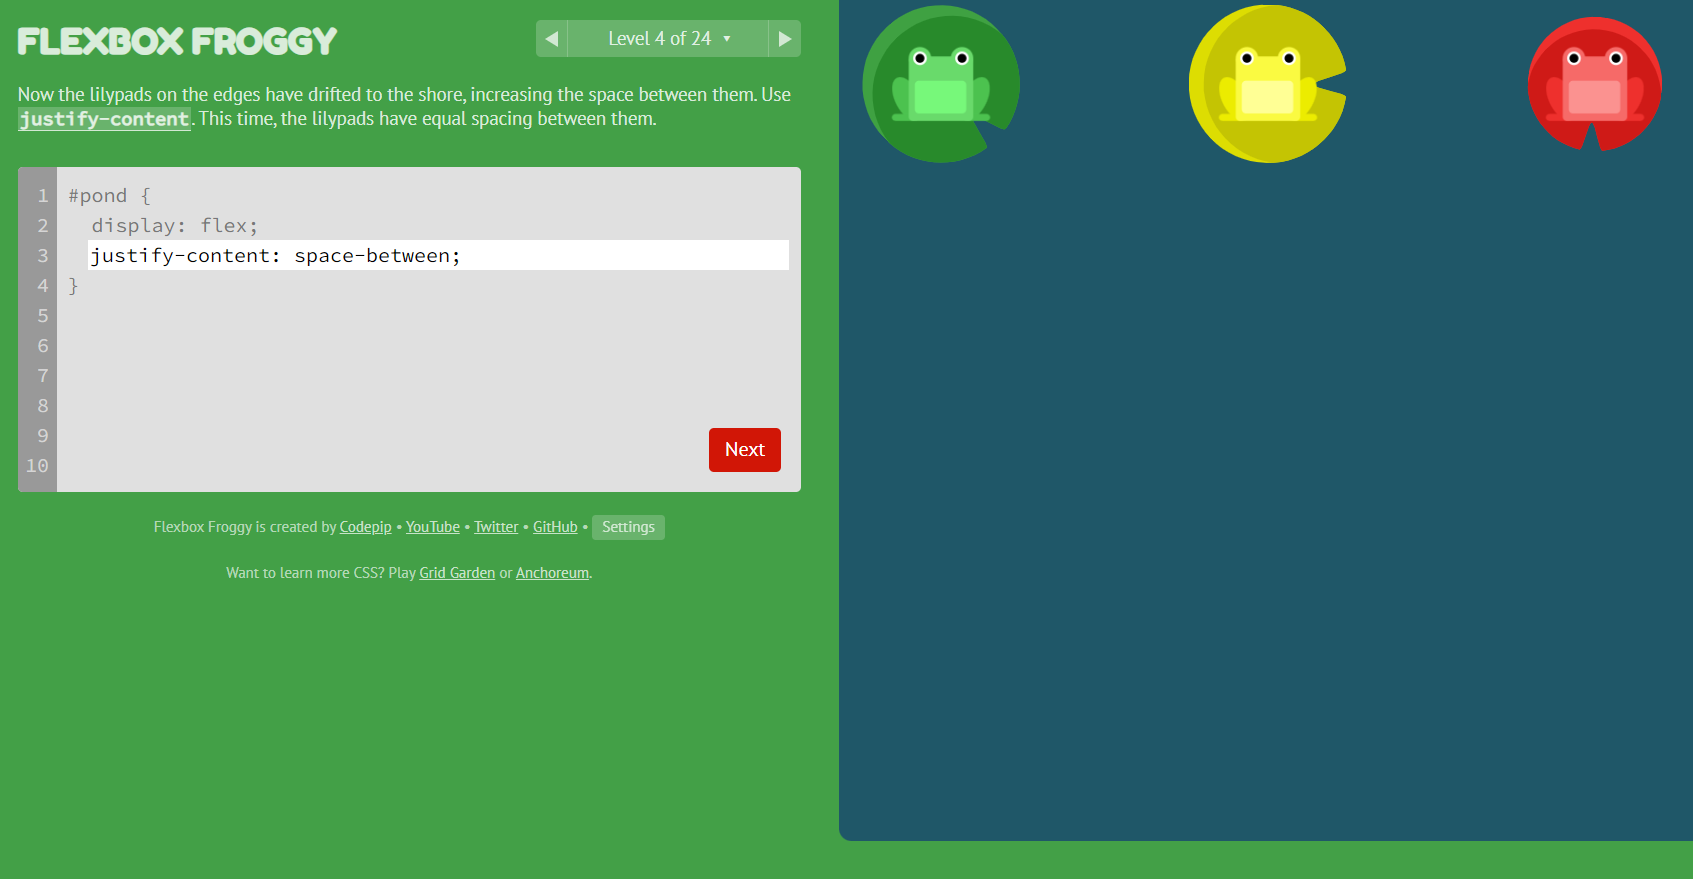 FLEXBOX FROGGY
◀ Level 4 of 24 ▾ ▶
Now the lilypads on the edges have drifted to the shore, increasing the space between them. Use
justify-content. This time, the lilypads have equal spacing between them.
1 #pond {
2 display: flex;
3 justify-content: space-between;
4 }
5
6
7
8
9
10
Next
Flexbox Froggy is created by Codepip • YouTube • Twitter • GitHub • Settings
Want to learn more CSS? Play Grid Garden or Anchoreum.